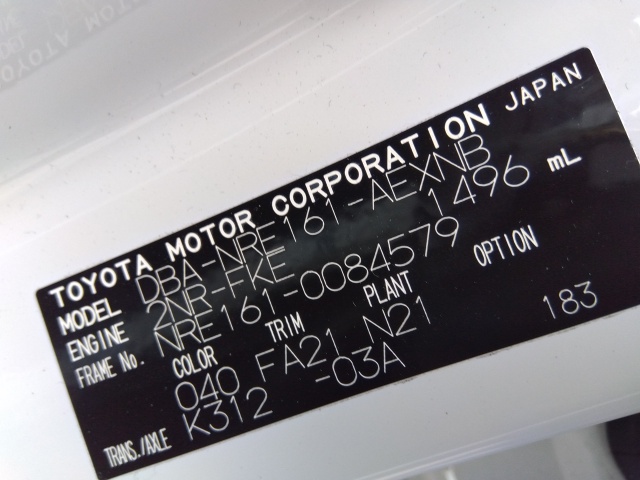 TOYOTA MOTOR CORPORATION JAPAN
MODEL DBA-NRE161-AEXNB
ENGINE 2NR-FKE 1496 mL
FRAME No. NRE161-0084579
COLOR TRIM PLANT OPTION
040 FA21 N21 183
TRANS./AXLE K312 -03A